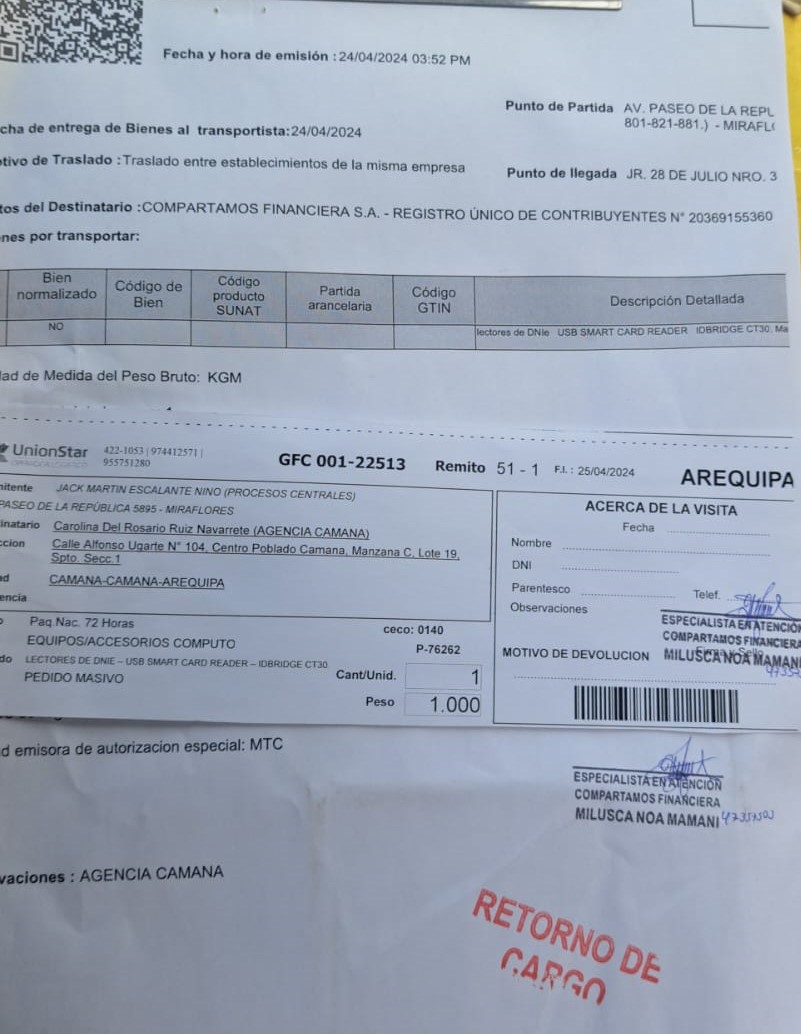 Fecha y hora de emisión : 24/04/2024 03:52 PM
Punto de Partida AV. PASEO DE LA REPU
801-821-881.) - MIRAFLO
cha de entrega de Bienes al transportista:24/04/2024
tivo de Traslado : Traslado entre establecimientos de la misma empresa
Punto de llegada JR. 28 DE JULIO NRO. 3
tos del Destinatario :COMPARTAMOS FINANCIERA S.A. - REGISTRO ÚNICO DE CONTRIBUYENTES N° 20369155360
nes por transportar:
Bien normalizado
Código de Bien
Código producto SUNAT
Partida arancelaria
Código GTIN
Descripción Detallada
NO
lectores de DNIe USB SMART CARD READER IDBRIDGE CT30, Ma
dad de Medida del Peso Bruto: KGM
UnionStar
422-1053 | 974412571 |
955751280
GFC 001-22513
Remito 51 - 1
F.I. : 25/04/2024
AREQUIPA
mitente JACK MARTIN ESCALANTE NINO (PROCESOS CENTRALES)
PASEO DE LA REPÚBLICA 5895 - MIRAFLORES
inatario Carolina Del Rosario Ruiz Navarrete (AGENCIA CAMANA)
ccion Calle Alfonso Ugarte N° 104, Centro Poblado Camana, Manzana C, Lote 19,
Spto. Secc.1
ad CAMANA-CAMANA-AREQUIPA
encia
Paq.Nac. 72 Horas
ceco: 0140
EQUIPOS/ACCESORIOS COMPUTO
P-76262
do LECTORES DE DNIE – USB SMART CARD READER – IDBRIDGE CT30
PEDIDO MASIVO
Cant/Unid. 1
Peso 1.000
ACERCA DE LA VISITA
Fecha
Nombre
DNI
Parentesco
Telef.
Observaciones
ESPECIALISTA EN ATENCIÓN
COMPARTAMOS FINANCIERA
MOTIVO DE DEVOLUCION
MILUSCA NOA MAMANI
d emisora de autorizacion especial: MTC
ESPECIALISTA EN ATENCIÓN
COMPARTAMOS FINANCIERA
MILUSCA NOA MAMANI
vaciones : AGENCIA CAMANA
RETORNO DE
CARGO